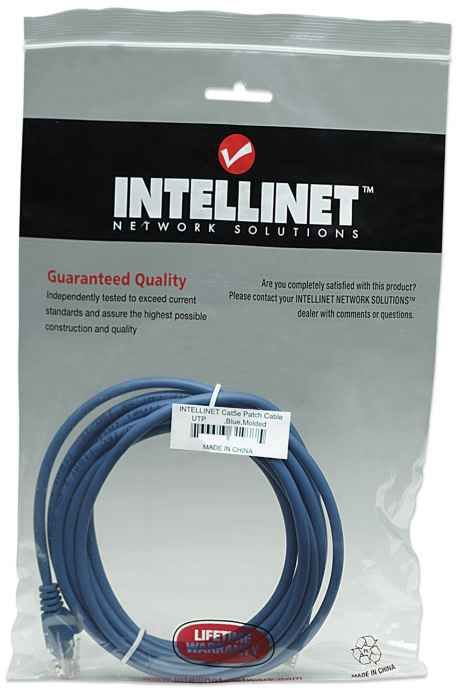 INTELLINET™
NETWORK SOLUTIONS
Guaranteed Quality
Independently tested to exceed current
standards and assure the highest possible
construction and quality
Are you completely satisfied with this product?
Please contact your INTELLINET NETWORK SOLUTIONS™
dealer with comments or questions.
INTELLINET Cat5e Patch Cable
UTP ,Blue,Molded
MADE IN CHINA
LIFETIME
WARRANTY
MADE IN CHINA